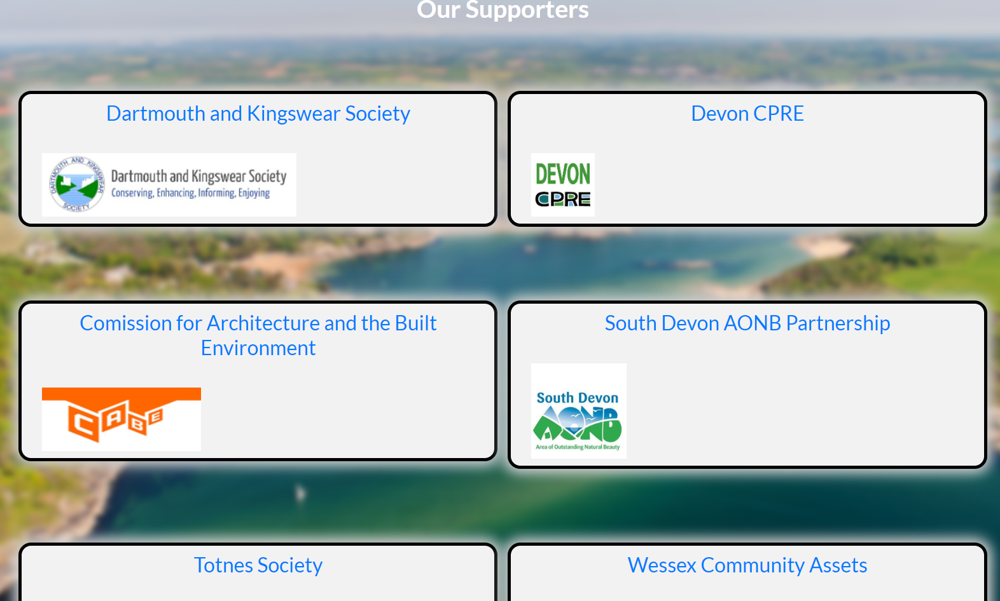 Our Supporters
Dartmouth and Kingswear Society
Devon CPRE
DARTMOUTH AND KINGSWEAR
SOCIETY
Dartmouth and Kingswear Society
Conserving, Enhancing, Informing, Enjoying
DEVON
CPRE
Comission for Architecture and the Built
Environment
South Devon AONB Partnership
CABE
South Devon
AONB
Area of Outstanding Natural Beauty
Totnes Society
Wessex Community Assets